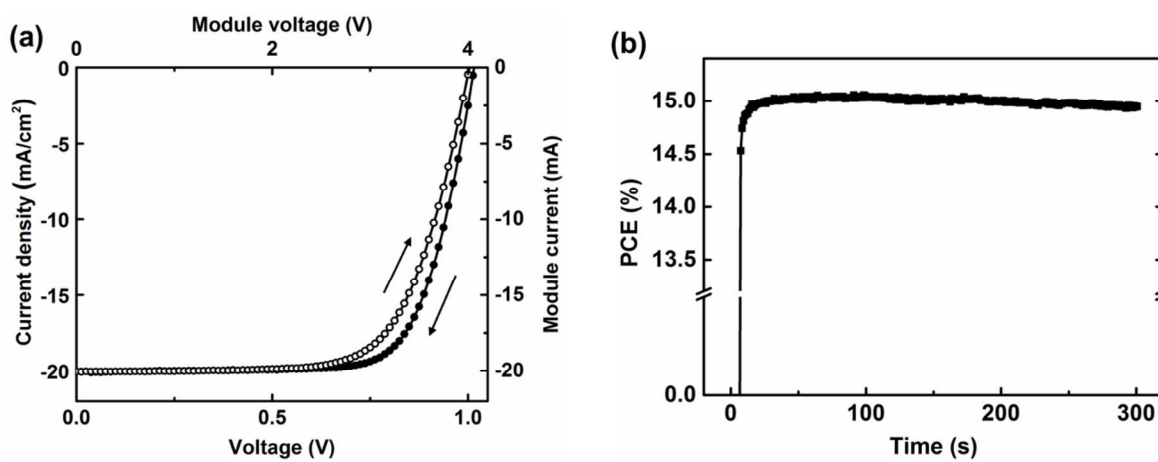 (a)
Module voltage (V)
0 2 4
Current density (mA/cm²)
0
-5
-10
-15
-20
0
-5
-10
-15
-20
Module current (mA)
0.0 0.5 1.0
Voltage (V)
(b)
PCE (%)
15.0
14.5
14.0
13.5
0.0
0 100 200 300
Time (s)